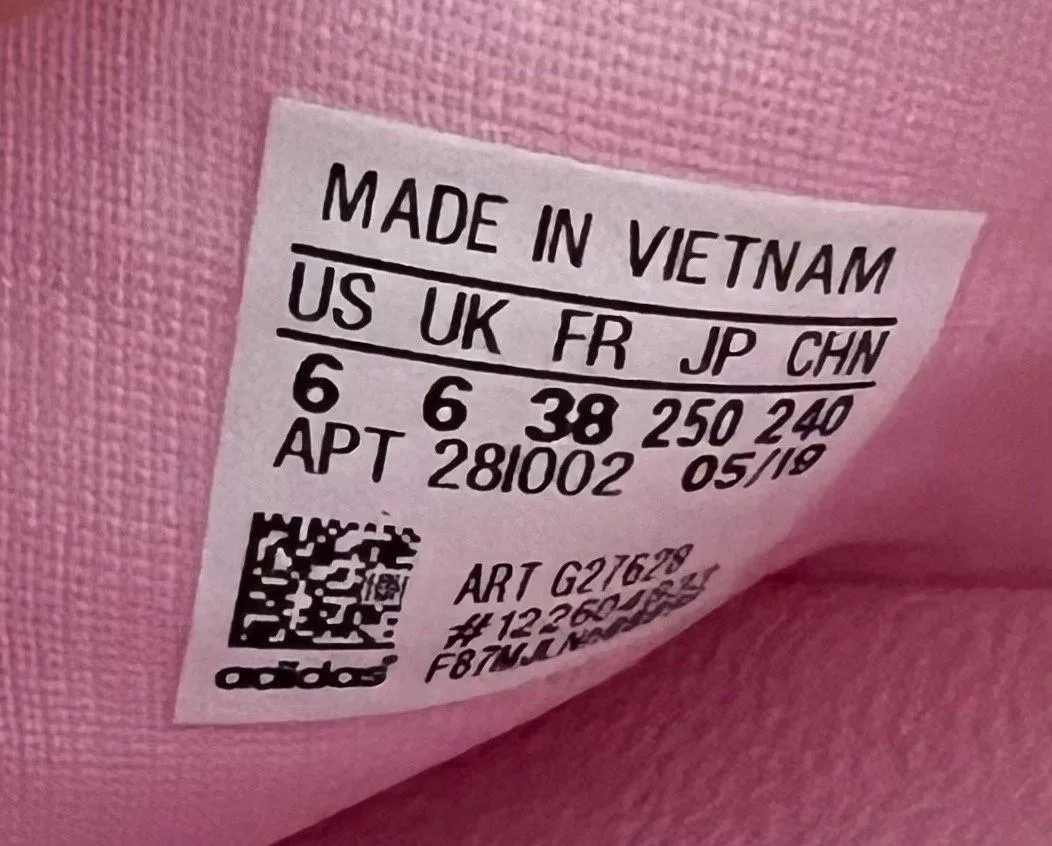 MADE IN VIETNAM
US UK FR JP CHN
6 6 38 250 240
APT 281002 05/19
ART G27628
adidas